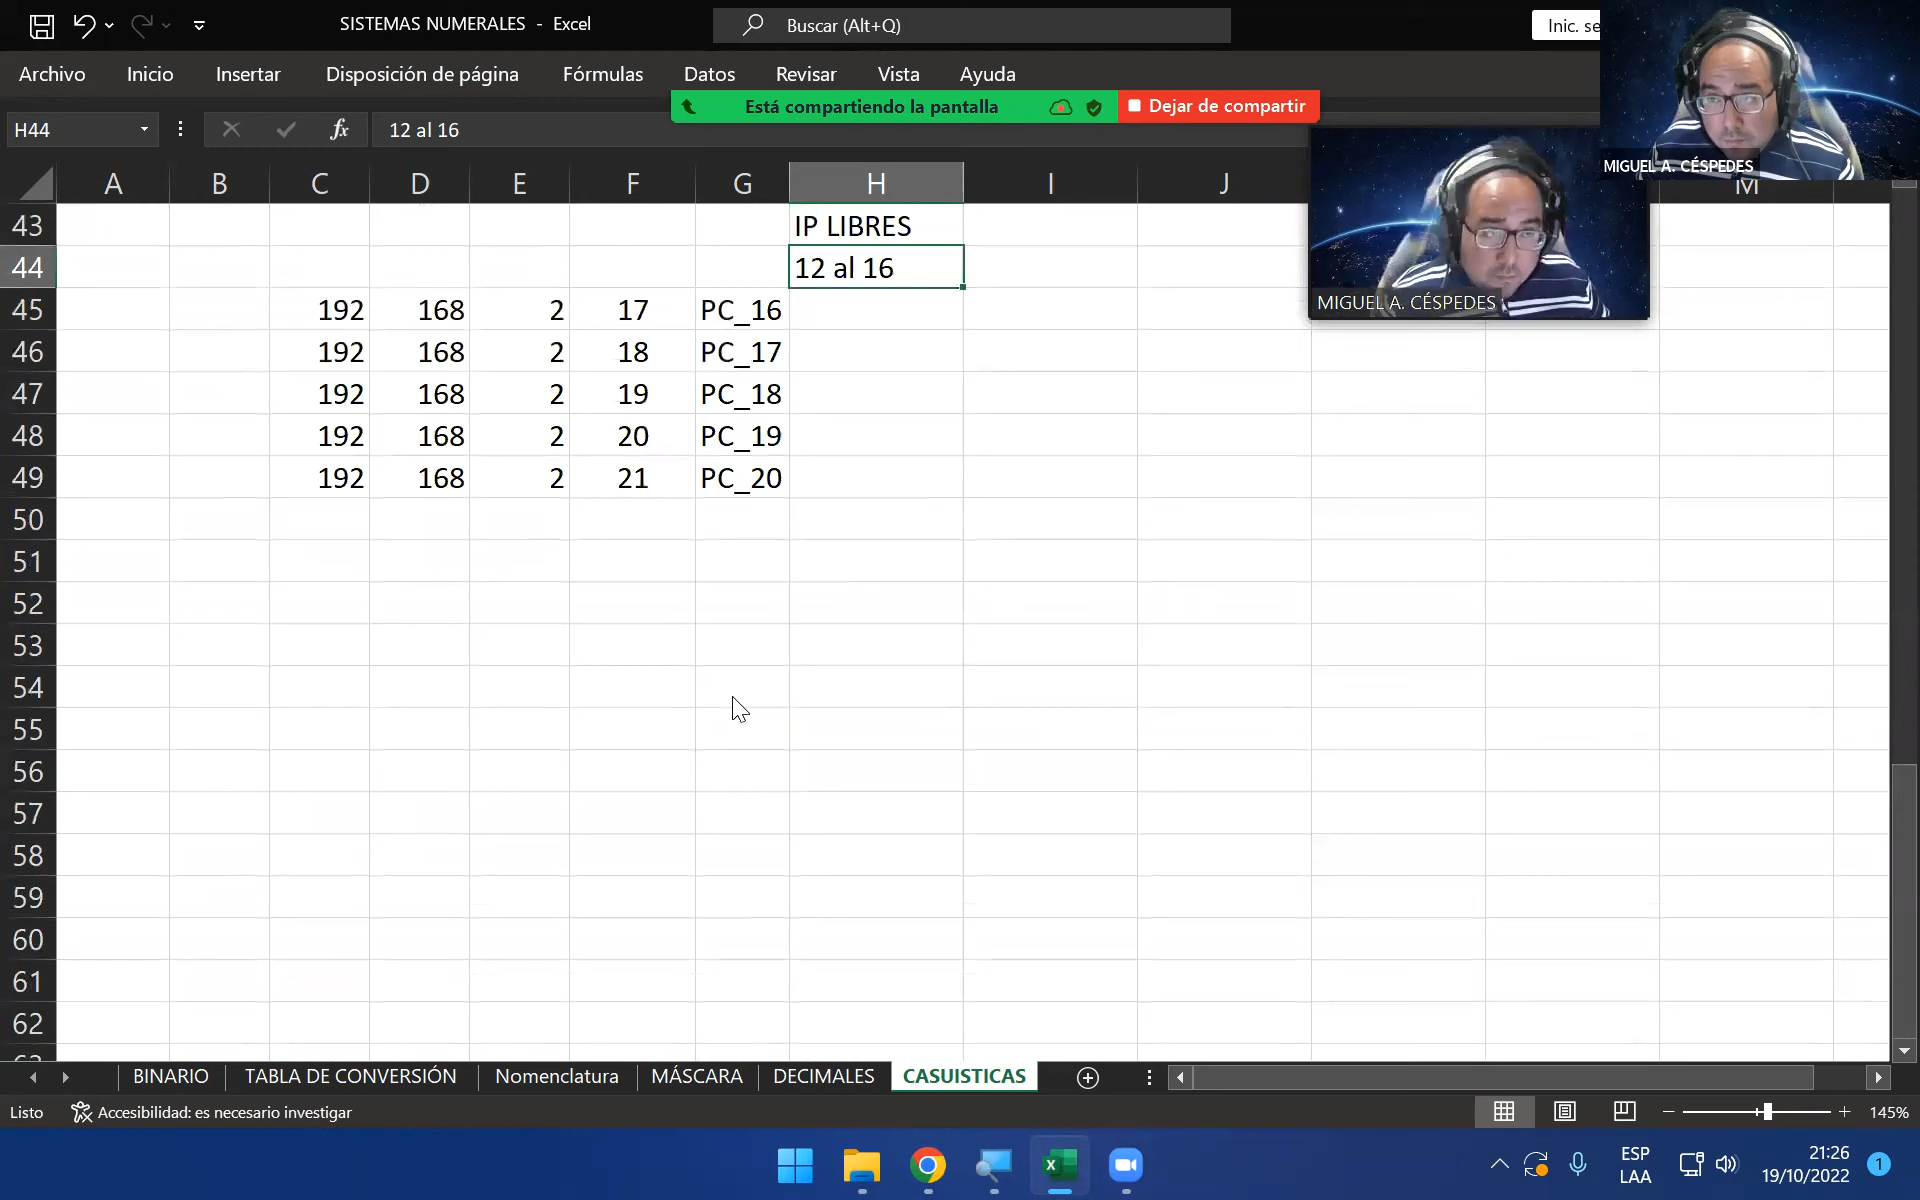 SISTEMAS NUMERALES - Excel
Buscar (Alt+Q)
Inic. se
Archivo Inicio Insertar Disposición de página Fórmulas Datos Revisar Vista Ayuda
Está compartiendo la pantalla Dejar de compartir
H44 fx 12 al 16
MIGUEL A. CÉSPEDES
MIGUEL A. CÉSPEDES
A B C D E F G H I J M
43 IP LIBRES
44 12 al 16
45 192 168 2 17 PC_16
46 192 168 2 18 PC_17
47 192 168 2 19 PC_18
48 192 168 2 20 PC_19
49 192 168 2 21 PC_20
50
51
52
53
54
55
56
57
58
59
60
61
62
63
BINARIO TABLA DE CONVERSIÓN Nomenclatura MÁSCARA DECIMALES CASUISTICAS
Listo Accesibilidad: es necesario investigar 145%
ESP
LAA
21:26
19/10/2022
1